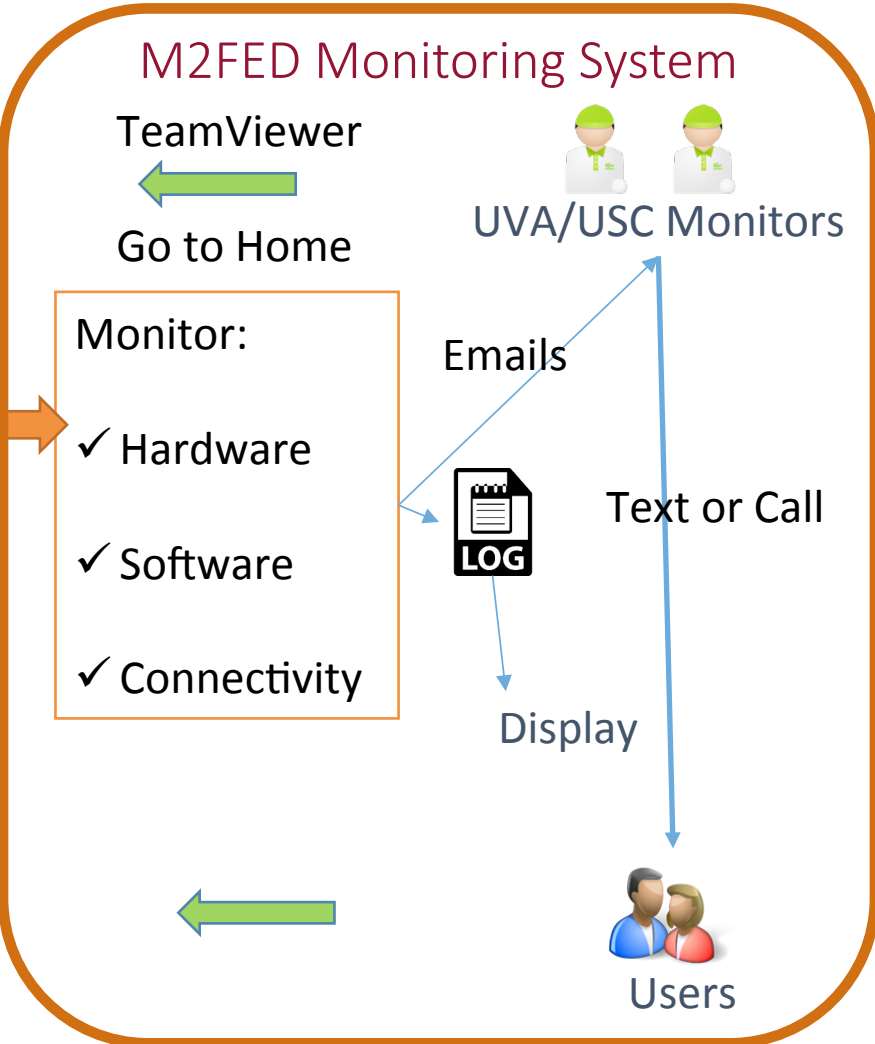 M2FED Monitoring System
TeamViewer
UVA/USC Monitors
Go to Home
Monitor:
✓ Hardware
✓ Software
✓ Connectivity
Emails
LOG
Text or Call
Display
Users